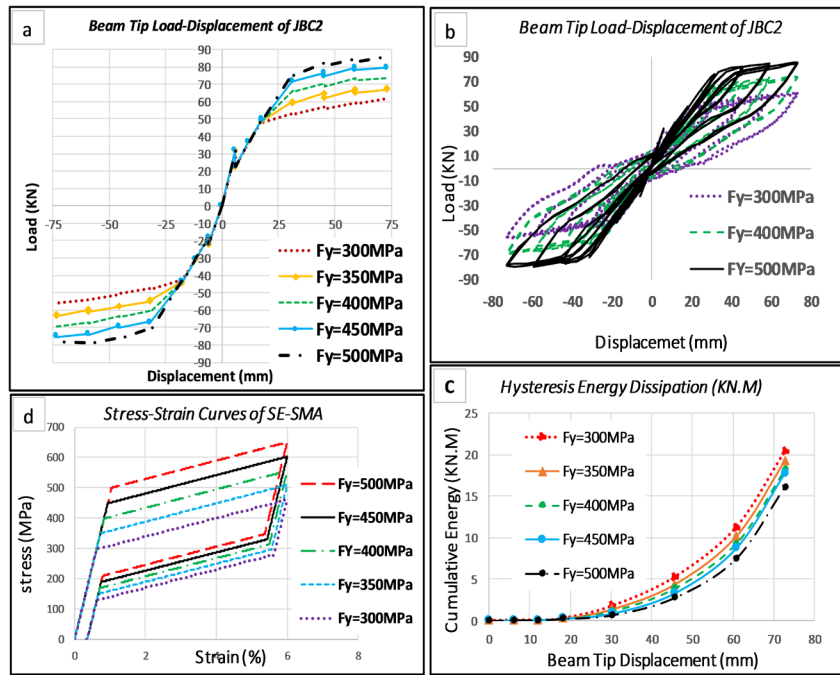 a
Beam Tip Load-Displacement of JBC2
90
80
70
60
50
40
30
20
10
0
-10
-20
-30
-40
-50
-60
-70
-80
-90
-75 -50 -25 0 25 50 75
Load (KN)
Displacement (mm)
Fy=300MPa
Fy=350MPa
Fy=400MPa
Fy=450MPa
Fy=500MPa
b
Beam Tip Load-Displacement of JBC2
90
70
50
30
10
-10
-30
-50
-70
-90
-80 -60 -40 -20 0 20 40 60 80
Load (KN)
Displacemet (mm)
Fy=300MPa
Fy=400MPa
FY=500MPa
d
Stress-Strain Curves of SE-SMA
700
600
500
400
300
200
100
0
0 2 4 6 8
stress (MPa)
Strain (%)
Fy=500MPa
Fy=450MPa
FY=400MPa
Fy=350MPa
Fy=300MPa
c
Hysteresis Energy Dissipation (KN.M)
25
20
15
10
5
0
0 10 20 30 40 50 60 70 80
Cumulative Energy (KN.M)
Beam Tip Displacement (mm)
Fy=300MPa
Fy=350MPa
Fy=400MPa
Fy=450MPa
Fy=500MPa